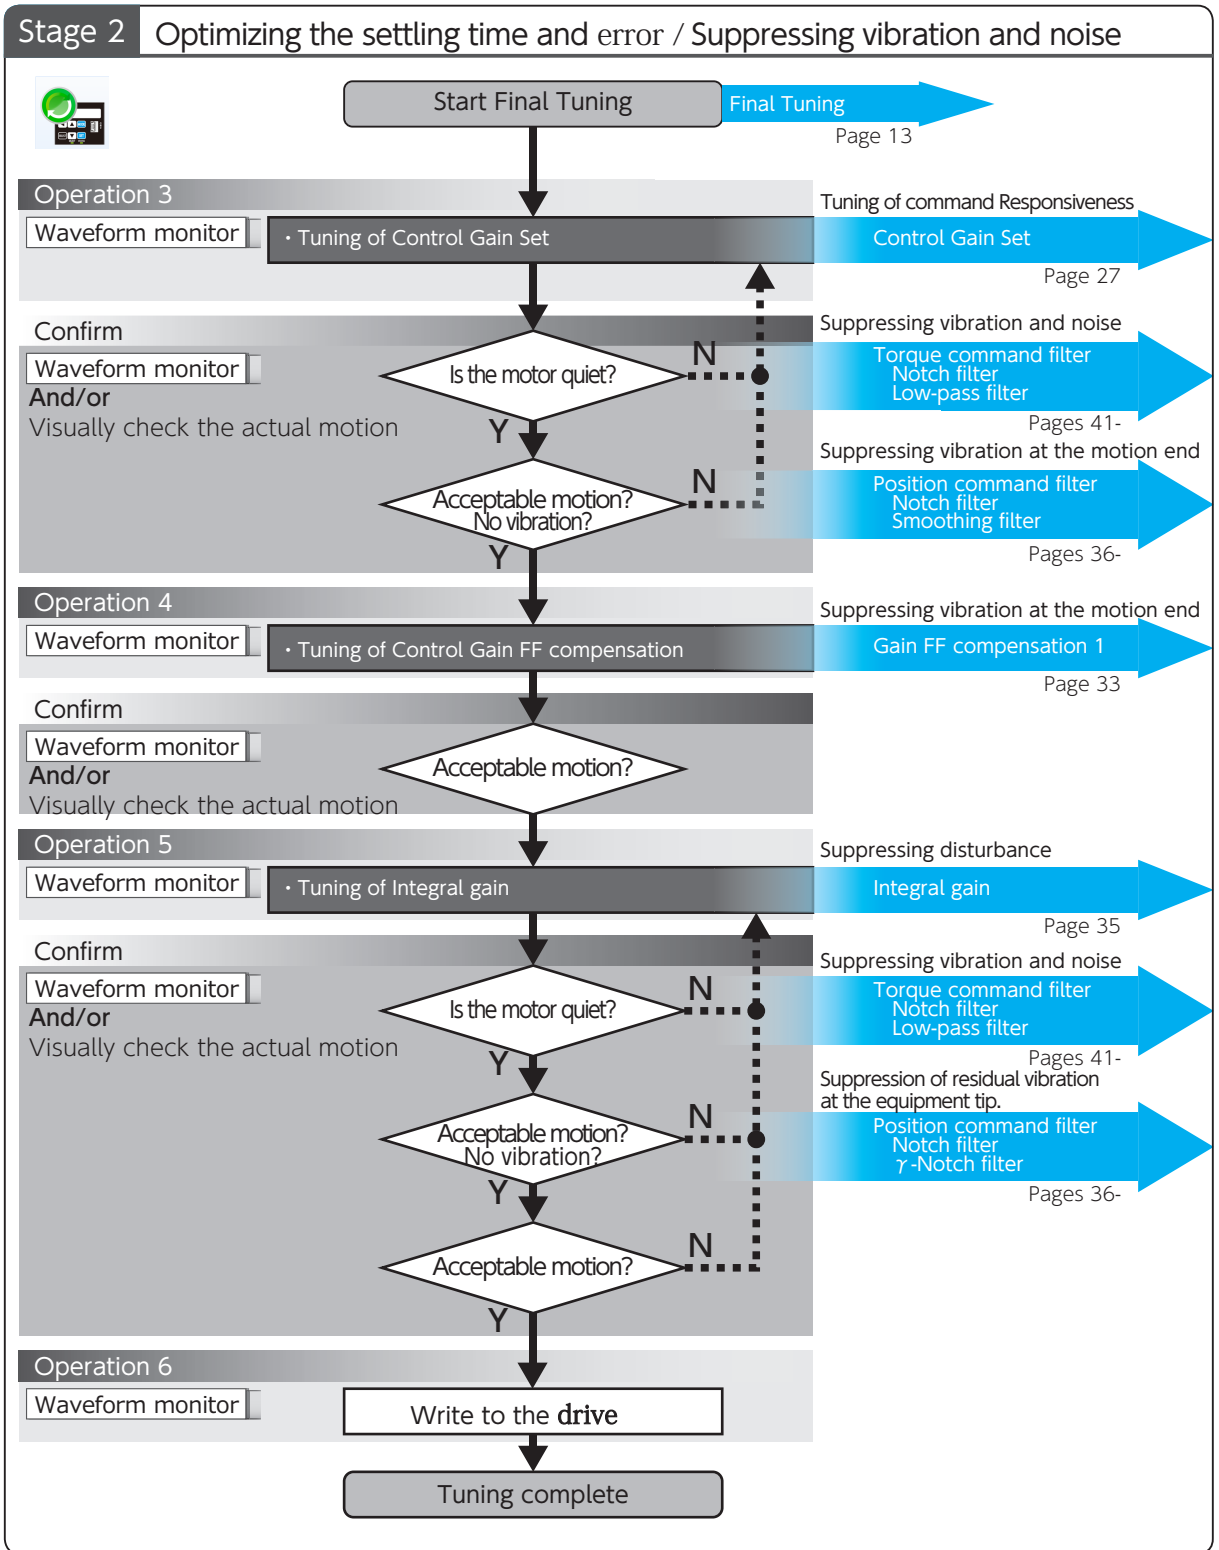 Stage 2 Optimizing the settling time and error / Suppressing vibration and noise
Start Final Tuning
Final Tuning
Page 13
Operation 3
Waveform monitor
・Tuning of Control Gain Set
Tuning of command Responsiveness
Control Gain Set
Page 27
Confirm
Waveform monitor
And/or
Visually check the actual motion
Is the motor quiet?
N
Y
Suppressing vibration and noise
Torque command filter
Notch filter
Low-pass filter
Pages 41-
Acceptable motion?
No vibration?
N
Y
Suppressing vibration at the motion end
Position command filter
Notch filter
Smoothing filter
Pages 36-
Operation 4
Waveform monitor
・Tuning of Control Gain FF compensation
Suppressing vibration at the motion end
Gain FF compensation 1
Page 33
Confirm
Waveform monitor
And/or
Visually check the actual motion
Acceptable motion?
Operation 5
Waveform monitor
・Tuning of Integral gain
Suppressing disturbance
Integral gain
Page 35
Confirm
Waveform monitor
And/or
Visually check the actual motion
Is the motor quiet?
N
Y
Suppressing vibration and noise
Torque command filter
Notch filter
Low-pass filter
Pages 41-
Acceptable motion?
No vibration?
N
Y
Suppression of residual vibration
at the equipment tip.
Position command filter
Notch filter
γ-Notch filter
Pages 36-
Acceptable motion?
N
Y
Operation 6
Waveform monitor
Write to the drive
Tuning complete